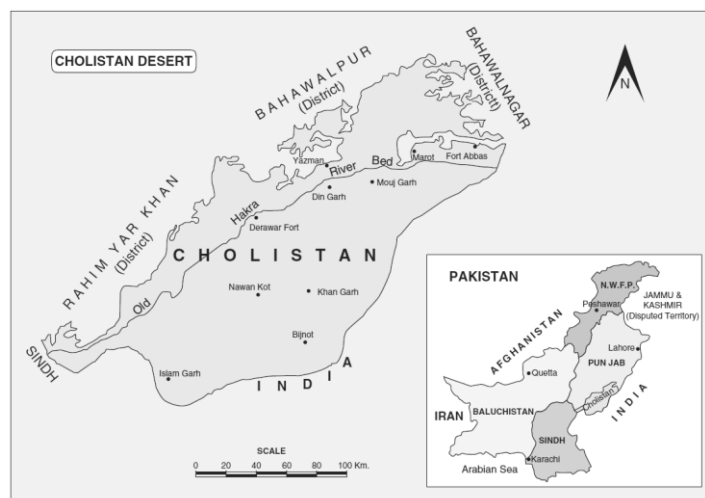 CHOLISTAN DESERT
BAHAWALPUR
(District)
BAHAWALNAGAR
(Districtt)
N
Yazman
Marot
Fort Abbas
Old Hakra River Bed
Din Garh
Mouj Garh
Derawar Fort
RAHIM YAR KHAN
(District)
CHOLISTAN
Nawan Kot
Khan Garh
Bijnot
Islam Garh
SINDH
INDIA
SCALE
0 20 40 60 80 100 Km.
PAKISTAN
N.W.F.P.
Peshawar
JAMMU &
KASHMIR
(Disputed Territory)
AFGHANISTAN
Lahore
PUNJAB
Quetta
Cholistan
INDIA
IRAN
BALUCHISTAN
SINDH
Karachi
Arabian Sea